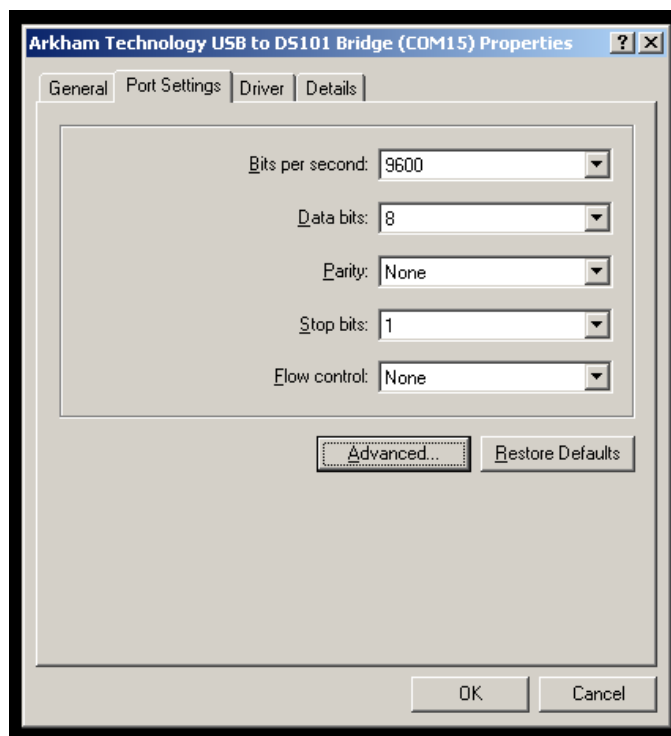 Arkham Technology USB to DS101 Bridge (COM15) Properties
General Port Settings Driver Details
Bits per second: 9600
Data bits: 8
Parity: None
Stop bits: 1
Flow control: None
Advanced... Restore Defaults
OK Cancel